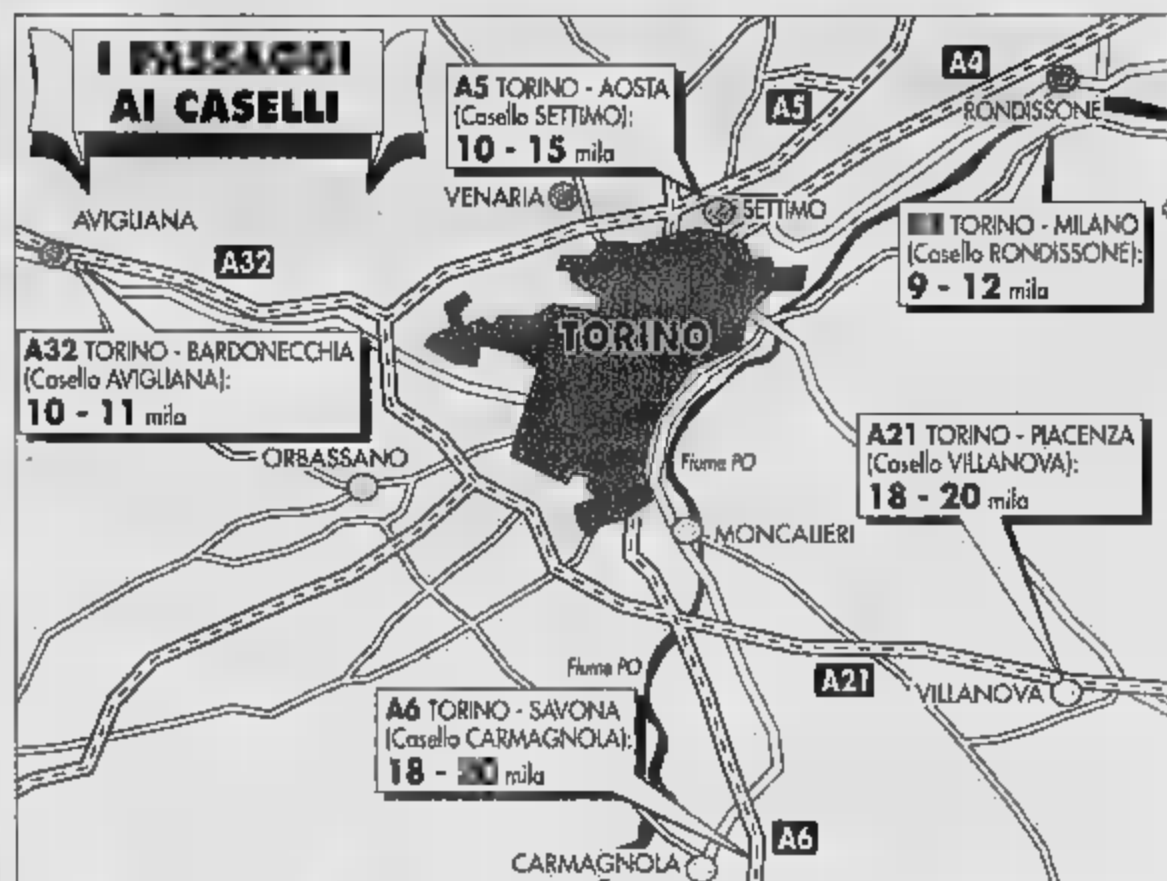 I
AI CASELLI
A5 TORINO - AOSTA
(Casello SETTIMO):
10 - 15 mila
A4
A5
RONDISSONE
VENARIA
SETTIMO
AVIGLIANA
A32
TORINO - MILANO
(Casello RONDISSONE):
9 - 12 mila
TORINO
A32 TORINO - BARDONECCHIA
(Casello AVIGLIANA):
10 - 11 mila
ORBASSANO
Fiume PO
A21 TORINO - PIACENZA
(Casello VILLANOVA):
18 - 20 mila
MONCALIERI
Fiume PO
A21
VILLANOVA
A6 TORINO - SAVONA
(Casello CARMAGNOLA):
18 - mila
A6
CARMAGNOLA